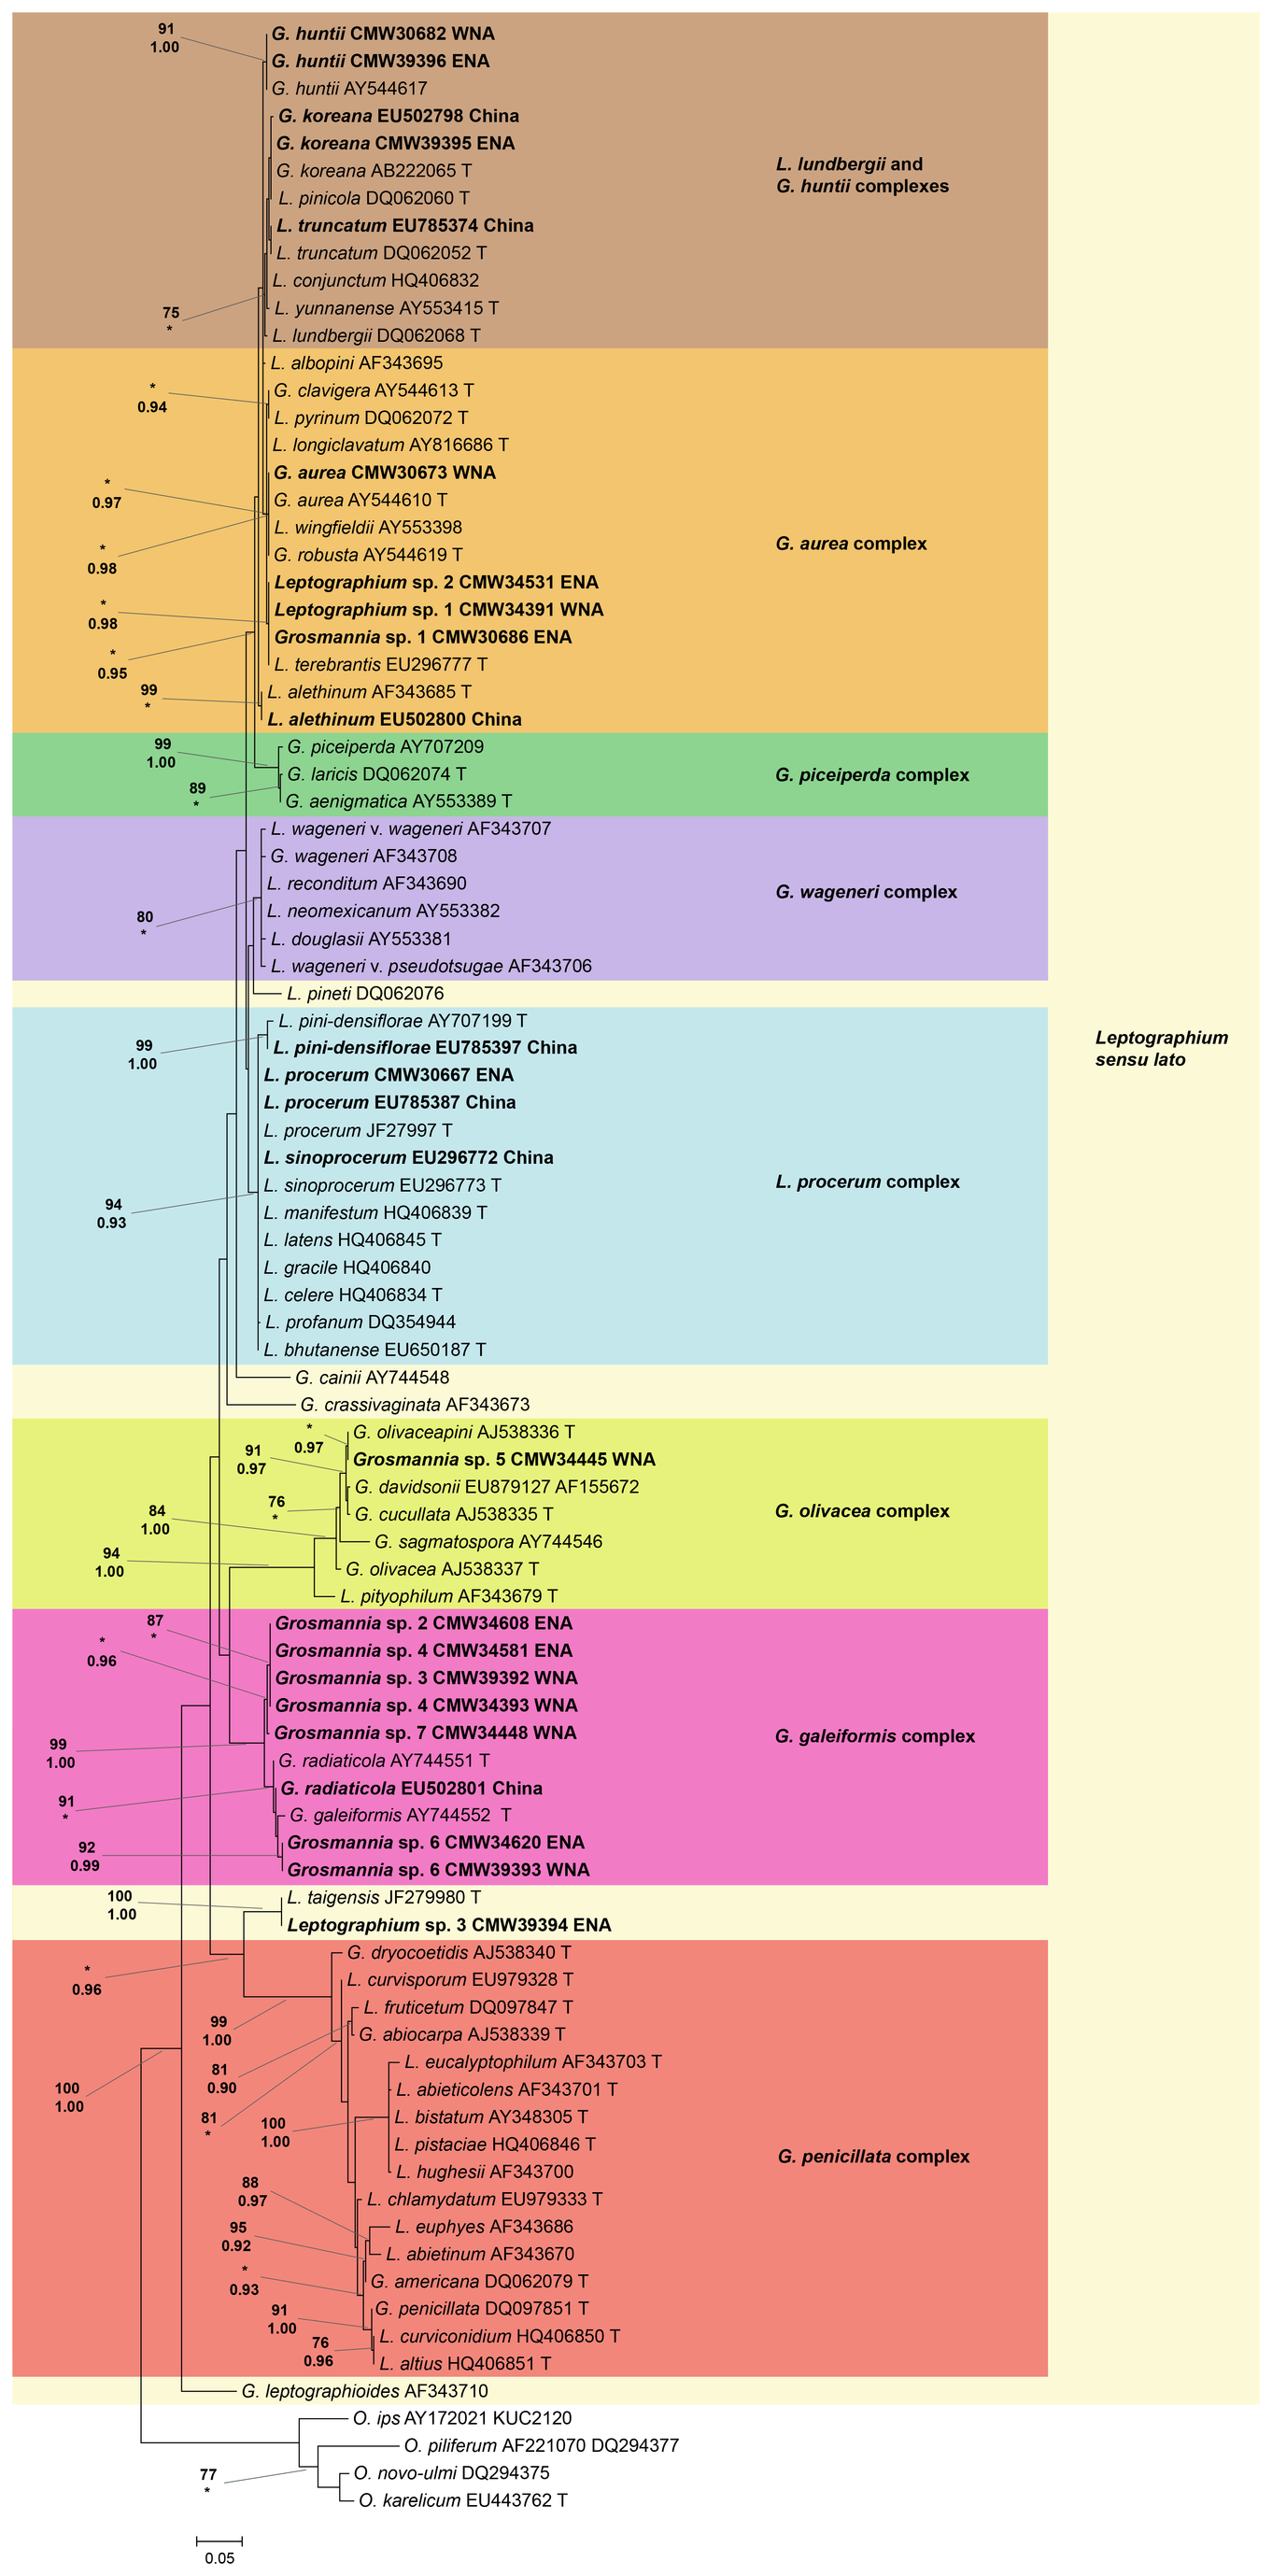 91
1.00
G. huntii CMW30682 WNA
G. huntii CMW39396 ENA
G. huntii AY544617
G. koreana EU502798 China
G. koreana CMW39395 ENA
G. koreana AB222065 T
L. pinicola DQ062060 T
L. truncatum EU785374 China
L. truncatum DQ062052 T
L. conjunctum HQ406832
L. yunnanense AY553415 T
L. lundbergii DQ062068 T
75
*
L. lundbergii and
G. huntii complexes
L. albopini AF343695
G. clavigera AY544613 T
L. pyrinum DQ062072 T
L. longiclavatum AY816686 T
G. aurea CMW30673 WNA
G. aurea AY544610 T
L. wingfieldii AY553398
G. robusta AY544619 T
Leptographium sp. 2 CMW34531 ENA
Leptographium sp. 1 CMW34391 WNA
Grosmannia sp. 1 CMW30686 ENA
L. terebrantis EU296777 T
L. alethinum AF343685 T
L. alethinum EU502800 China
*
0.94
*
0.97
*
0.98
*
0.98
*
0.95
99
*
G. aurea complex
G. piceiperda AY707209
G. laricis DQ062074 T
G. aenigmatica AY553389 T
99
1.00
89
*
G. piceiperda complex
L. wageneri v. wageneri AF343707
G. wageneri AF343708
L. reconditum AF343690
L. neomexicanum AY553382
L. douglasii AY553381
L. wageneri v. pseudotsugae AF343706
80
*
G. wageneri complex
L. pineti DQ062076
L. pini-densiflorae AY707199 T
L. pini-densiflorae EU785397 China
L. procerum CMW30667 ENA
L. procerum EU785387 China
L. procerum JF27997 T
L. sinoprocerum EU296772 China
L. sinoprocerum EU296773 T
L. manifestum HQ406839 T
L. latens HQ406845 T
L. gracile HQ406840
L. celere HQ406834 T
L. profanum DQ354944
L. bhutanense EU650187 T
99
1.00
94
0.93
L. procerum complex
Leptographium
sensu lato
G. cainii AY744548
G. crassivaginata AF343673
G. olivaceapini AJ538336 T
Grosmannia sp. 5 CMW34445 WNA
G. davidsonii EU879127 AF155672
G. cucullata AJ538335 T
G. sagmatospora AY744546
G. olivacea AJ538337 T
L. pityophilum AF343679 T
*
0.97
91
0.97
76
*
84
1.00
94
1.00
G. olivacea complex
Grosmannia sp. 2 CMW34608 ENA
Grosmannia sp. 4 CMW34581 ENA
Grosmannia sp. 3 CMW39392 WNA
Grosmannia sp. 4 CMW34393 WNA
Grosmannia sp. 7 CMW34448 WNA
G. radiaticola AY744551 T
G. radiaticola EU502801 China
G. galeiformis AY744552 T
Grosmannia sp. 6 CMW34620 ENA
Grosmannia sp. 6 CMW39393 WNA
87
*
*
0.96
99
1.00
91
*
92
0.99
G. galeiformis complex
L. taigensis JF279980 T
Leptographium sp. 3 CMW39394 ENA
100
1.00
*
0.96
G. dryocoetidis AJ538340 T
L. curvisporum EU979328 T
L. fruticetum DQ097847 T
G. abiocarpa AJ538339 T
L. eucalyptophilum AF343703 T
L. abieticolens AF343701 T
L. bistatum AY348305 T
L. pistaciae HQ406846 T
L. hughesii AF343700
L. chlamydatum EU979333 T
L. euphyes AF343686
L. abietinum AF343670
G. americana DQ062079 T
G. penicillata DQ097851 T
L. curviconidium HQ406850 T
L. altius HQ406851 T
99
1.00
81
0.90
100
1.00
81
*
100
1.00
88
0.97
95
0.92
*
0.93
91
1.00
76
0.96
G. penicillata complex
G. leptographioides AF343710
O. ips AY172021 KUC2120
O. piliferum AF221070 DQ294377
O. novo-ulmi DQ294375
O. karelicum EU443762 T
77
*
0.05